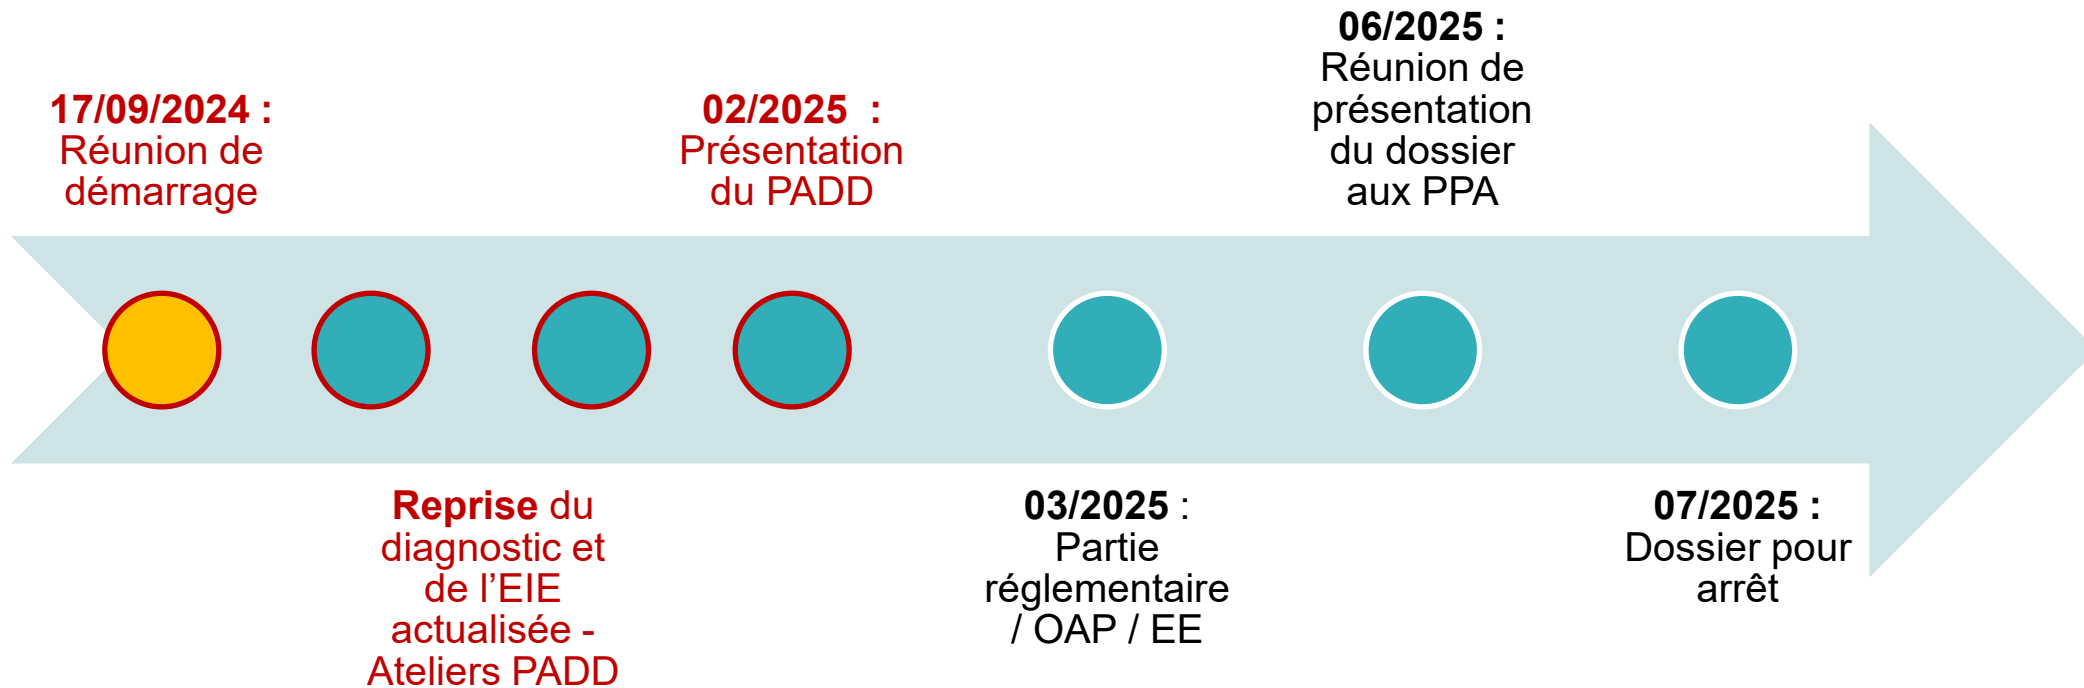 17/09/2024 :
Réunion de
démarrage
Reprise du
diagnostic et
de l’EIE
actualisée -
Ateliers PADD
02/2025 :
Présentation
du PADD
03/2025 :
Partie
réglementaire
/ OAP / EE
06/2025 :
Réunion de
présentation
du dossier
aux PPA
07/2025 :
Dossier pour
arrêt